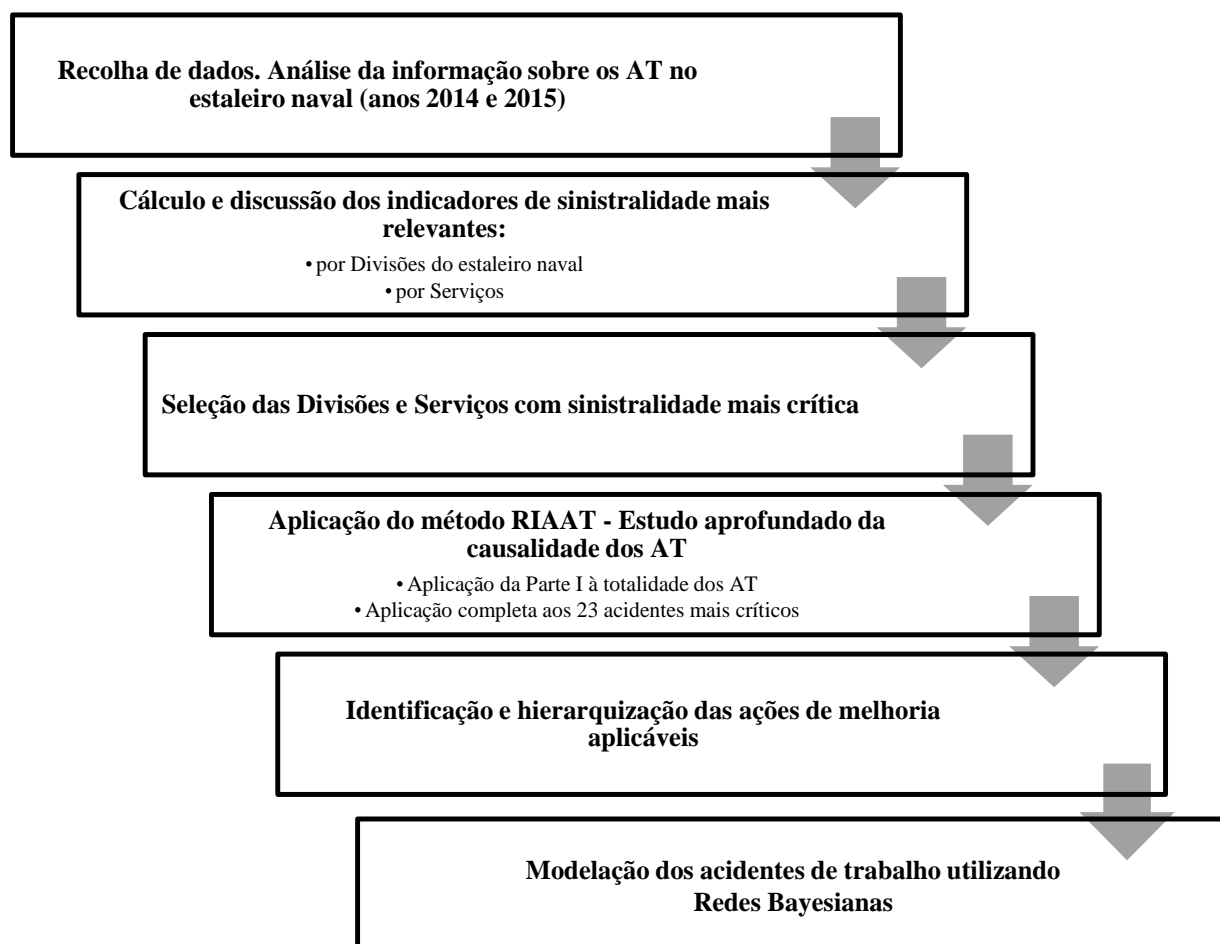 Recolha de dados. Análise da informação sobre os AT no
estaleiro naval (anos 2014 e 2015)
Cálculo e discussão dos indicadores de sinistralidade mais
relevantes:
• por Divisões do estaleiro naval
• por Serviços
Seleção das Divisões e Serviços com sinistralidade mais crítica
Aplicação do método RIAAT - Estudo aprofundado da
causalidade dos AT
• Aplicação da Parte I à totalidade dos AT
• Aplicação completa aos 23 acidentes mais críticos
Identificação e hierarquização das ações de melhoria
aplicáveis
Modelação dos acidentes de trabalho utilizando
Redes Bayesianas